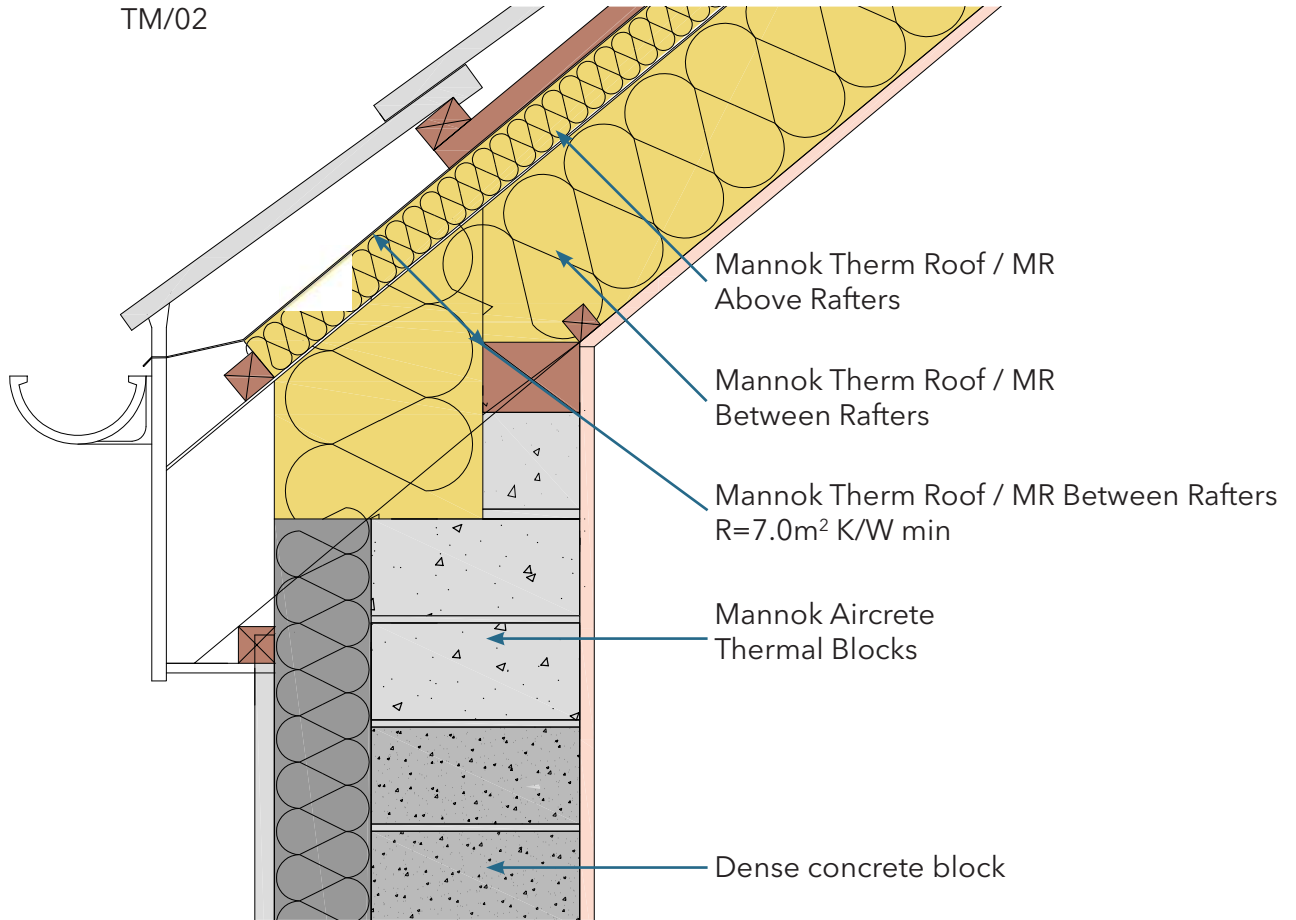 TM/02
Mannok Therm Roof / MR
Above Rafters
Mannok Therm Roof / MR
Between Rafters
Mannok Therm Roof / MR Between Rafters
R=7.0m² K/W min
Mannok Aircrete
Thermal Blocks
Dense concrete block